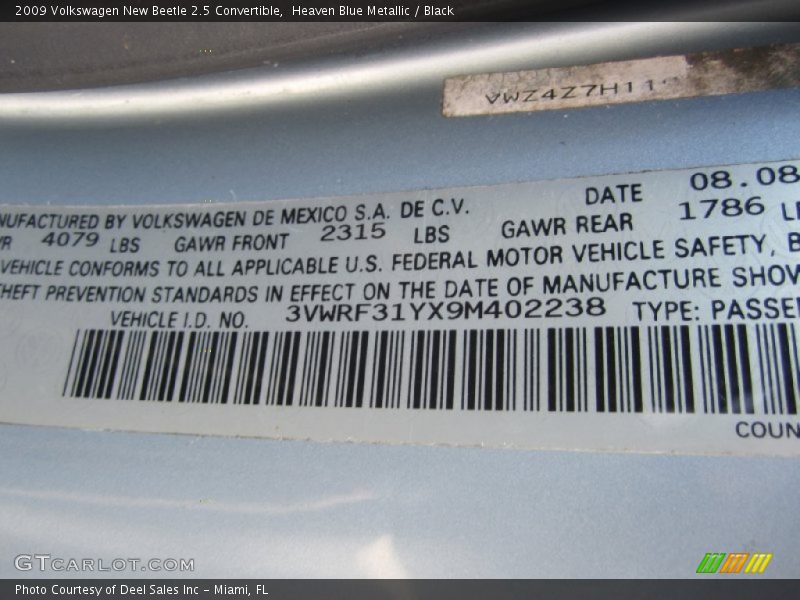 2009 Volkswagen New Beetle 2.5 Convertible,  Heaven Blue Metallic / Black
VWZ4Z7H11
NUFACTURED BY VOLKSWAGEN DE MEXICO S.A. DE C.V. DATE 08.08
4079 LBS GAWR FRONT 2315 LBS GAWR REAR 1786 LB
VEHICLE CONFORMS TO ALL APPLICABLE U.S. FEDERAL MOTOR VEHICLE SAFETY, B
THEFT PREVENTION STANDARDS IN EFFECT ON THE DATE OF MANUFACTURE SHOW
VEHICLE I.D. NO. 3VWRF31YX9M402238 TYPE: PASSE
COUN
GTCARLOT.COM
Photo Courtesy of Deel Sales Inc – Miami, FL